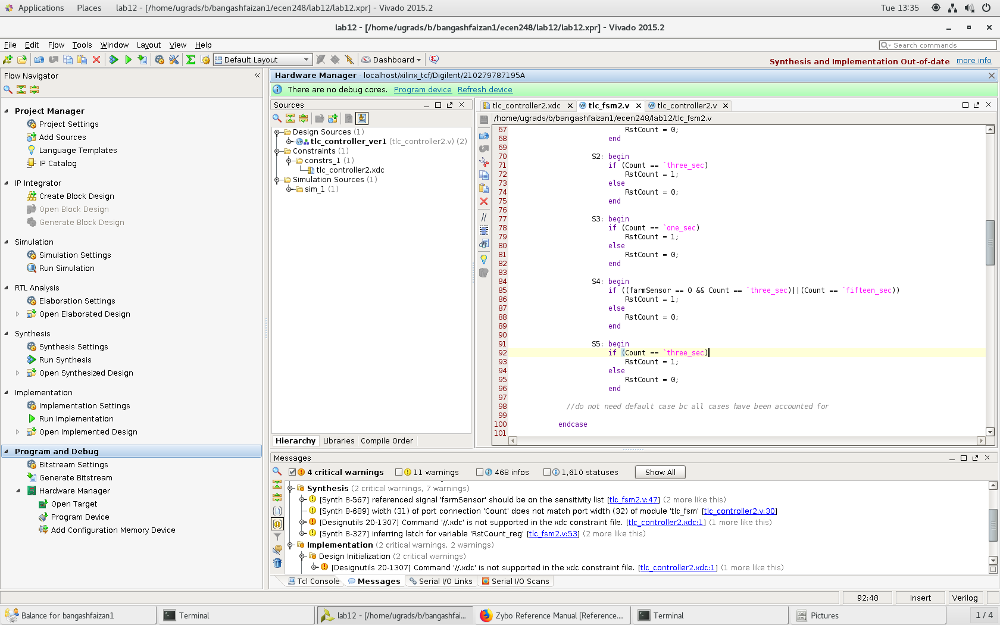 Applications Places lab12 - [/home/ugrads/b/bangashfaizan1/ecen248/lab12/lab12.xpr] - Vivado 2015.2 Tue 13:35
lab12 - [/home/ugrads/b/bangashfaizan1/ecen248/lab12/lab12.xpr] - Vivado 2015.2
File Edit Flow Tools Window Layout View Help Search commands
Default Layout Dashboard Synthesis and Implementation Out-of-date more info
Flow Navigator
Project Manager
Project Settings
Add Sources
Language Templates
IP Catalog
IP Integrator
Create Block Design
Open Block Design
Generate Block Design
Simulation
Simulation Settings
Run Simulation
RTL Analysis
Elaboration Settings
Open Elaborated Design
Synthesis
Synthesis Settings
Run Synthesis
Open Synthesized Design
Implementation
Implementation Settings
Run Implementation
Open Implemented Design
Program and Debug
Bitstream Settings
Generate Bitstream
Hardware Manager
Open Target
Program Device
Add Configuration Memory Device
Hardware Manager - localhost/xilinx_tcf/Digilent/210279787195A
There are no debug cores. Program device Refresh device
Sources
Design Sources (1)
tlc_controller_ver1 (tlc_controller2.v) (2)
Constraints (1)
constrs_1 (1)
tlc_controller2.xdc
Simulation Sources (1)
sim_1 (1)
Hierarchy Libraries Compile Order
tlc_controller2.xdc tlc_fsm2.v tlc_controller2.v
/home/ugrads/b/bangashfaizan1/ecen248/lab12/tlc_fsm2.v
67 RstCount = 0;
68 end
69
70 S2: begin
71 if (Count == `three_sec)
72 RstCount = 1;
73 else
74 RstCount = 0;
75 end
76
77 S3: begin
78 if (Count == `one_sec)
79 RstCount = 1;
80 else
81 RstCount = 0;
82 end
83
84 S4: begin
85 if ((farmSensor == 0 && Count == `three_sec)||(Count == `fifteen_sec))
86 RstCount = 1;
87 else
88 RstCount = 0;
89 end
90
91 S5: begin
92 if (Count == `three_sec)
93 RstCount = 1;
94 else
95 RstCount = 0;
96 end
97
98 //do not need default case bc all cases have been accounted for
99
100 endcase
101
Messages
4 critical warnings 11 warnings 468 infos 1,610 statuses Show All
Synthesis (2 critical warnings, 7 warnings)
[Synth 8-567] referenced signal 'farmSensor' should be on the sensitivity list [tlc_fsm2.v:47] (2 more like this)
[Synth 8-689] width (31) of port connection 'Count' does not match port width (32) of module 'tlc_fsm' [tlc_controller2.v:30]
[Designutils 20-1307] Command '//.xdc' is not supported in the xdc constraint file. [tlc_controller2.xdc:1] (1 more like this)
[Synth 8-327] inferring latch for variable 'RstCount_reg' [tlc_fsm2.v:53] (2 more like this)
Implementation (2 critical warnings, 2 warnings)
Design Initialization (2 critical warnings)
[Designutils 20-1307] Command '//.xdc' is not supported in the xdc constraint file. [tlc_controller2.xdc:1] (1 more like this)
Tcl Console Messages Serial I/O Links Serial I/O Scans
92:48 Insert Verilog
Balance for bangashfaizan1 Terminal lab12 - [/home/ugrads/b/bangashfai... Zybo Reference Manual [Reference.... Terminal Pictures 1 / 4